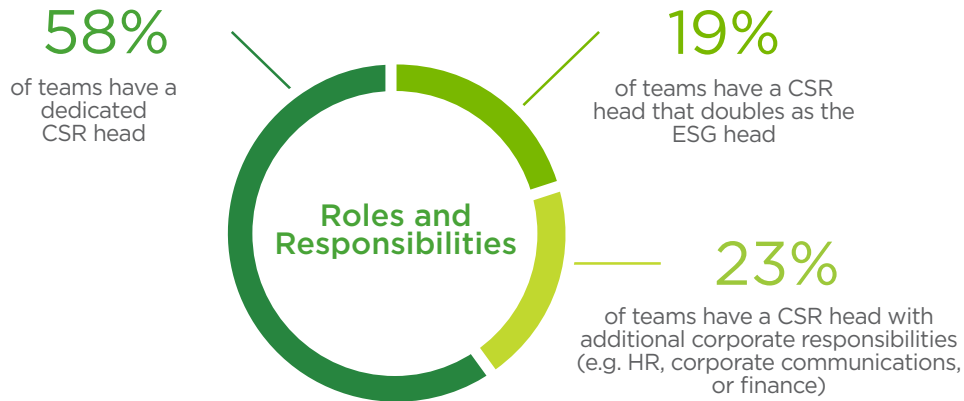 58%
of teams have a
dedicated
CSR head
19%
of teams have a CSR
head that doubles as the
ESG head
Roles and
Responsibilities
23%
of teams have a CSR head with
additional corporate responsibilities
(e.g. HR, corporate communications,
or finance)